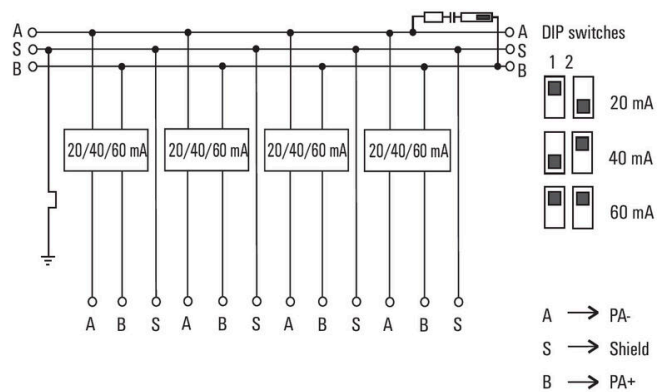 A A DIP switches
S S
B B 1 2
20 mA
20/40/60 mA 20/40/60 mA 20/40/60 mA 20/40/60 mA 40 mA
60 mA
A B S A B S A B S A B S
A → PA-
S → Shield
B → PA+